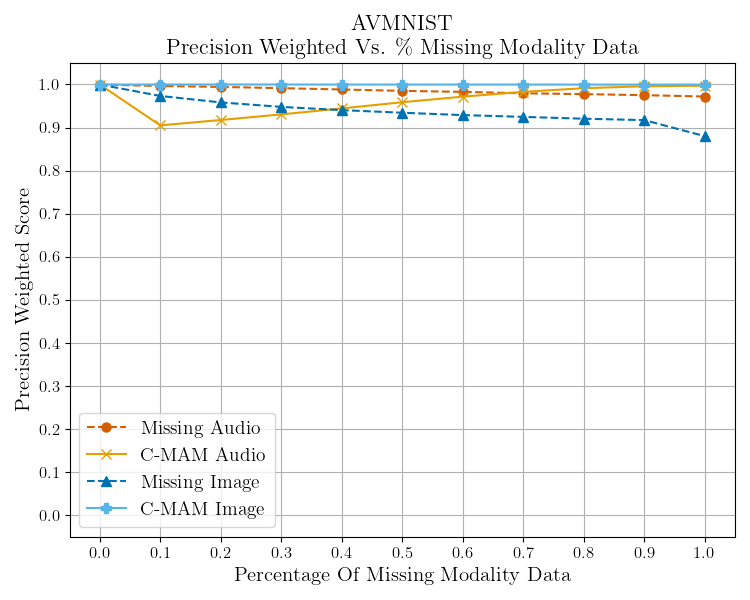 AVMNIST
Precision Weighted Vs. % Missing Modality Data
Precision Weighted Score
1.0
0.9
0.8
0.7
0.6
0.5
0.4
0.3
0.2
0.1
0.0
Missing Audio
C-MAM Audio
Missing Image
C-MAM Image
0.0 0.1 0.2 0.3 0.4 0.5 0.6 0.7 0.8 0.9 1.0
Percentage Of Missing Modality Data